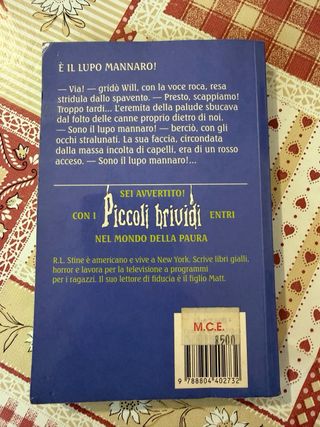 È IL LUPO MANNARO!
— Via! — gridò Will, con la voce roca, resa
stridula dallo spavento. — Presto, scappiamo!
Troppo tardi... L'eremita della palude sbucava
dal folto delle canne proprio dietro di noi.
— Sono il lupo mannaro! — berciò, con gli
occhi stralunati. La sua faccia, circondata
dalla massa incolta di capelli, era di un rosso
acceso. — Sono il lupo mannaro!...
SEI AVVERTITO!
CON I Piccoli brividi ENTRI
NEL MONDO DELLA PAURA
R.L. Stine è americano e vive a New York. Scrive libri gialli,
horror e lavora per la televisione a programmi
per i ragazzi. Il suo lettore di fiducia è il figlio Matt.
M.C.E.
8500
9 788804 402732